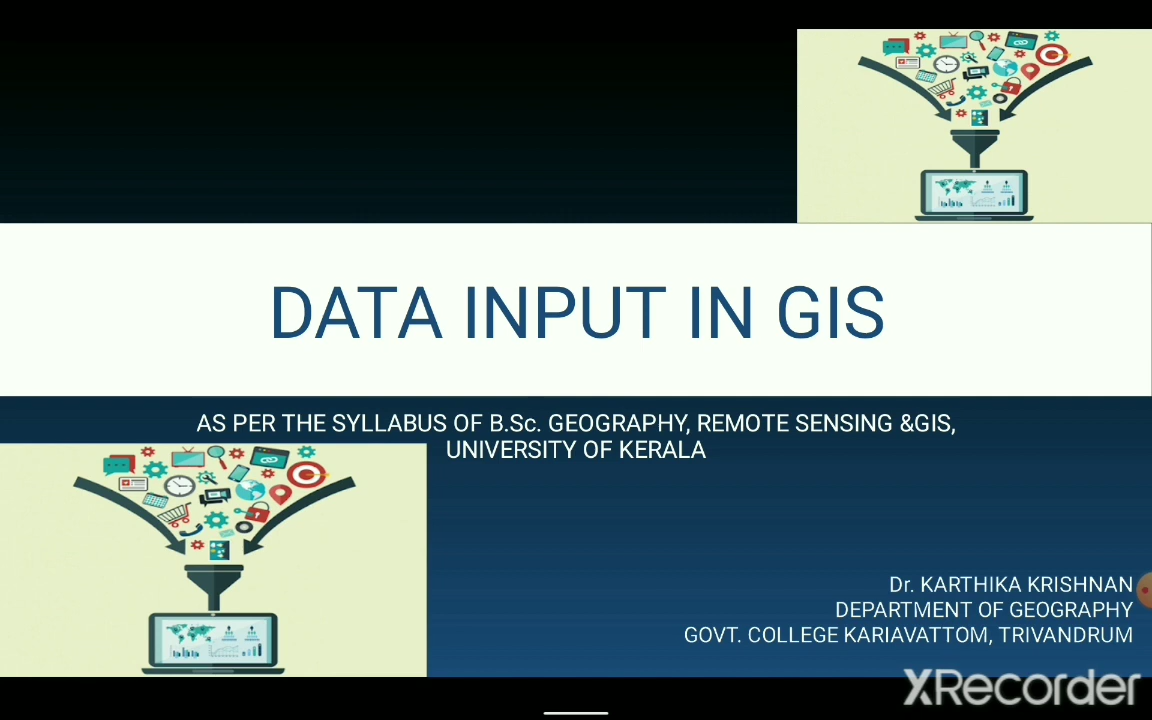 DATA INPUT IN GIS
AS PER THE SYLLABUS OF B.Sc. GEOGRAPHY, REMOTE SENSING &GIS,
UNIVERSITY OF KERALA
Dr. KARTHIKA KRISHNAN
DEPARTMENT OF GEOGRAPHY
GOVT. COLLEGE KARIAVATTOM, TRIVANDRUM
XRecorder